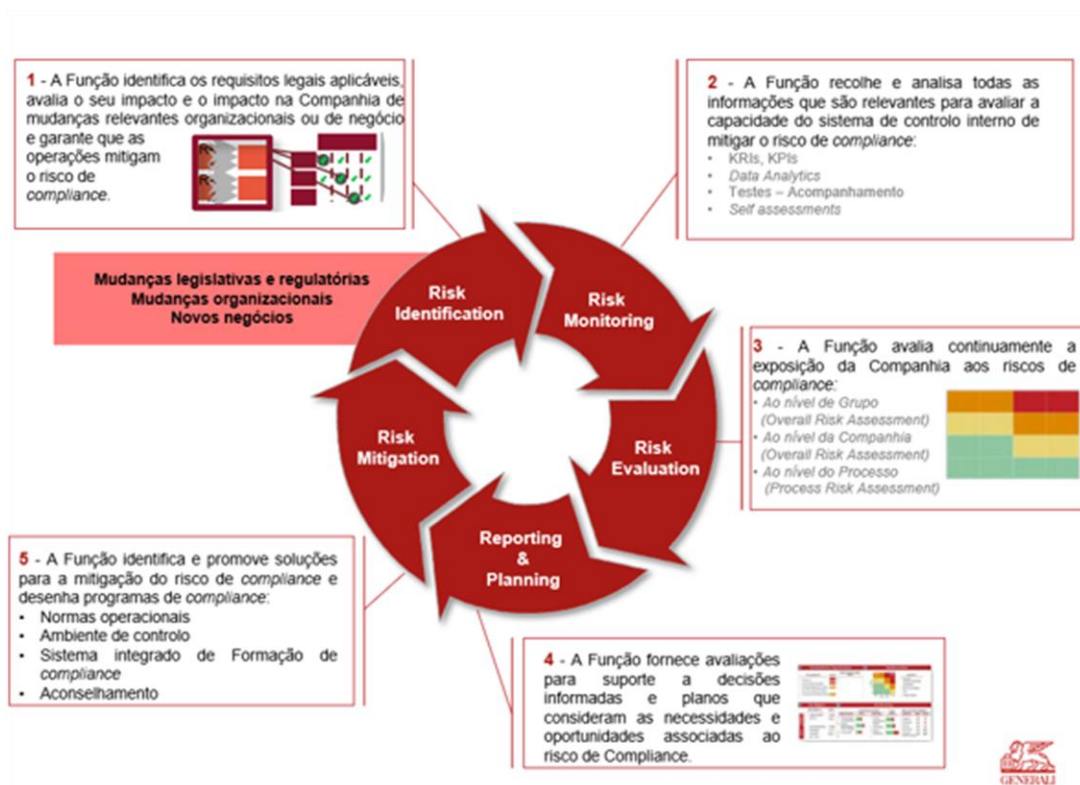 1 - A Função identifica os requisitos legais aplicáveis,
avalia o seu impacto e o impacto na Companhia de
mudanças relevantes organizacionais ou de negócio
e garante que as
operações mitigam
o risco de
compliance.
2 - A Função recolhe e analisa todas as
informações que são relevantes para avaliar a
capacidade do sistema de controlo interno de
mitigar o risco de compliance:
• KRIs, KPIs
• Data Analytics
• Testes – Acompanhamento
• Self assessments
Mudanças legislativas e regulatórias
Mudanças organizacionais
Novos negócios
Risk
Identification
Risk
Monitoring
3 - A Função avalia continuamente a
exposição da Companhia aos riscos de
compliance:
• Ao nível de Grupo
(Overall Risk Assessment)
• Ao nível da Companhia
(Overall Risk Assessment)
• Ao nível do Processo
(Process Risk Assessment)
Risk
Mitigation
Risk
Evaluation
Reporting
&
Planning
5 - A Função identifica e promove soluções
para a mitigação do risco de compliance e
desenha programas de compliance:
• Normas operacionais
• Ambiente de controlo
• Sistema integrado de Formação de
compliance
• Aconselhamento
4 - A Função fornece avaliações
para suporte a decisões
informadas e planos que
consideram as necessidades e
oportunidades associadas ao
risco de Compliance.
GENERALI